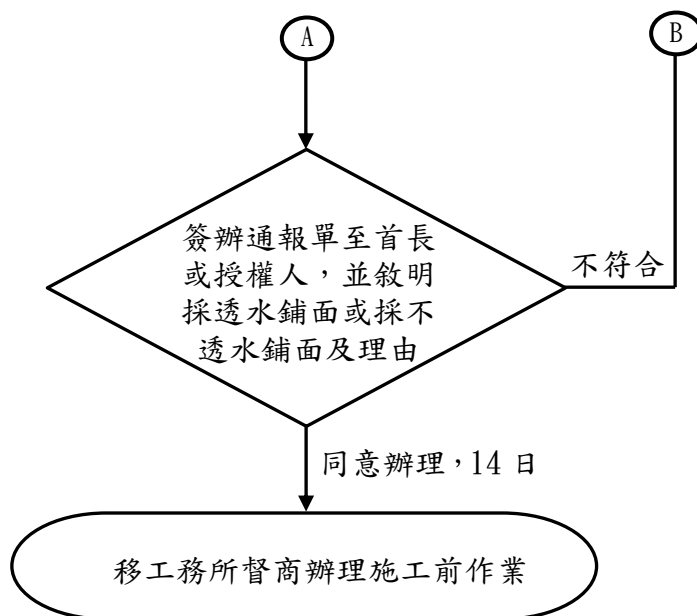 A
B
簽辦通報單至首長
或授權人，並敘明
採透水鋪面或採不
透水鋪面及理由
不符合
同意辦理，14 日
移工務所督商辦理施工前作業